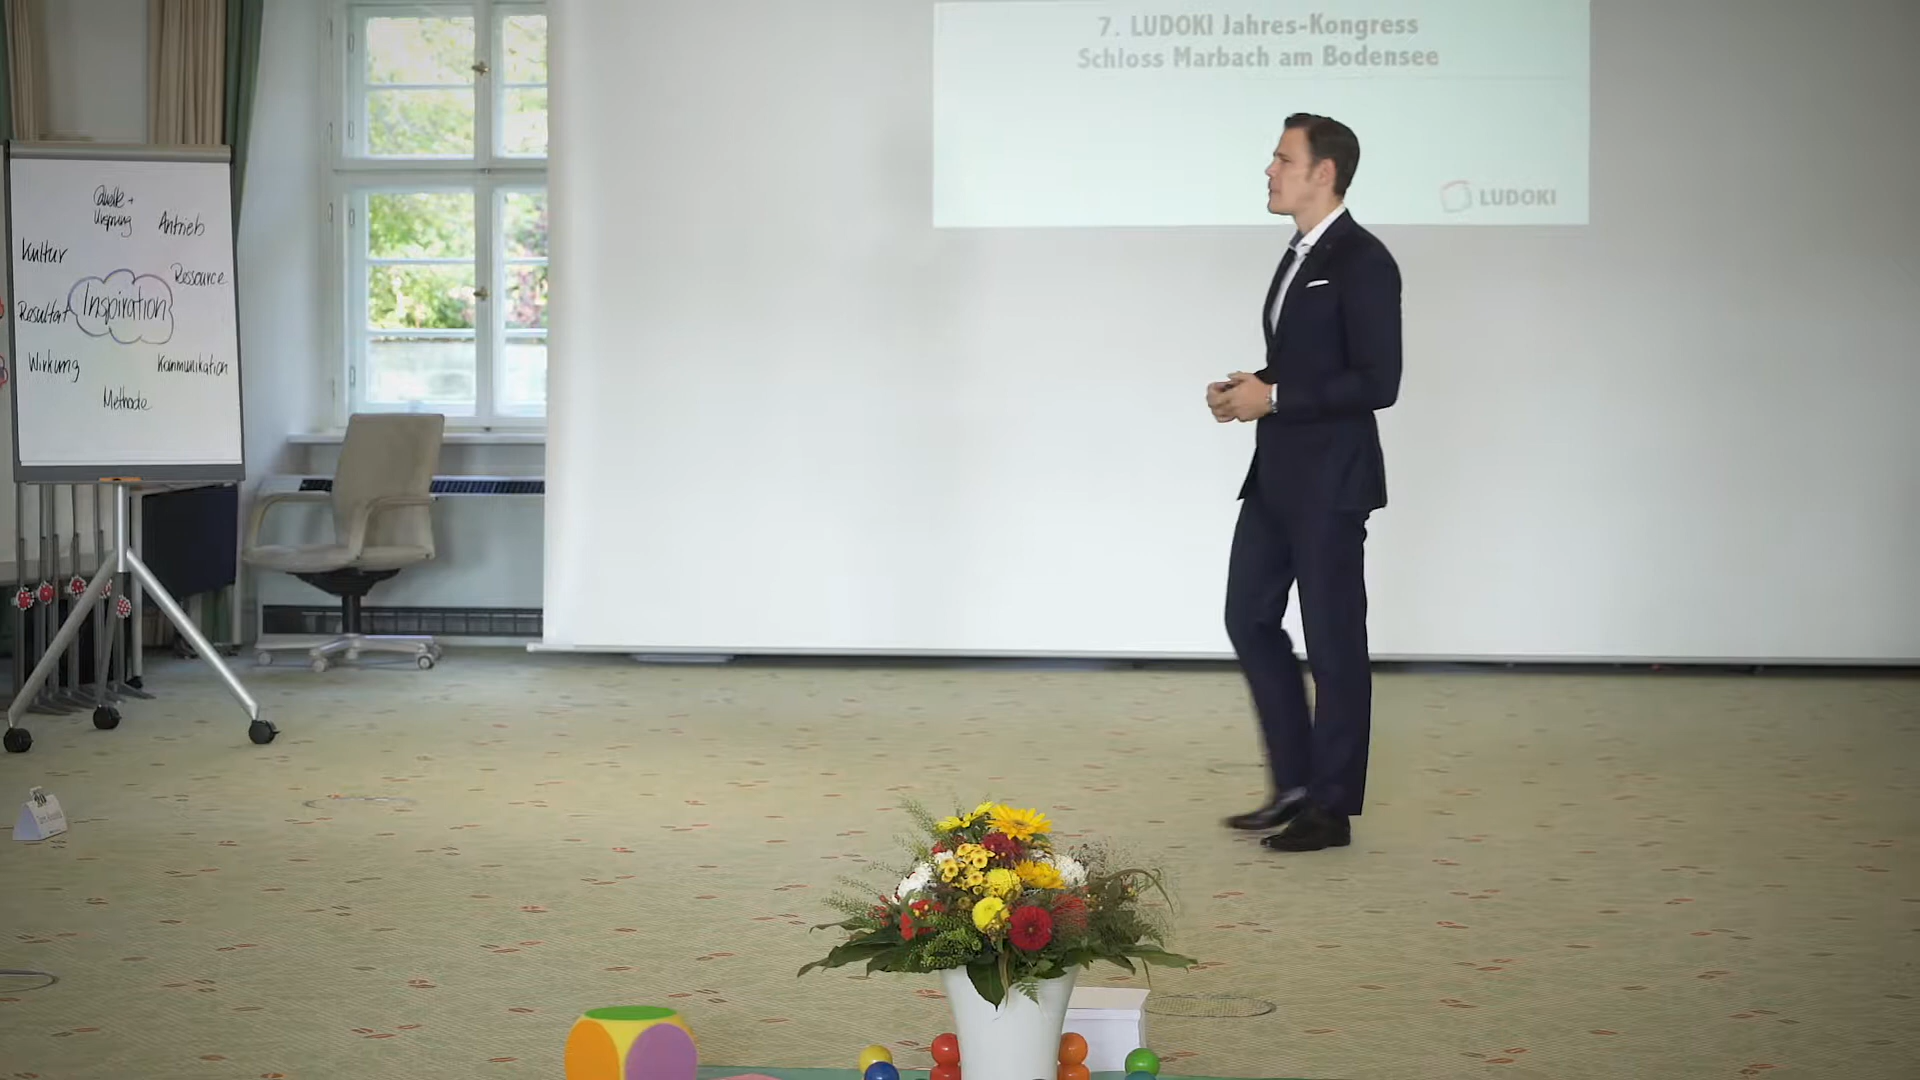 7. LUDOKI Jahres-Kongress
Schloss Marbach am Bodensee
LUDOKI
Quelle +
Ursprung
Antrieb
Kultur
Ressource
Inspiration
Resultat
Wirkung
Kommunikation
Methode